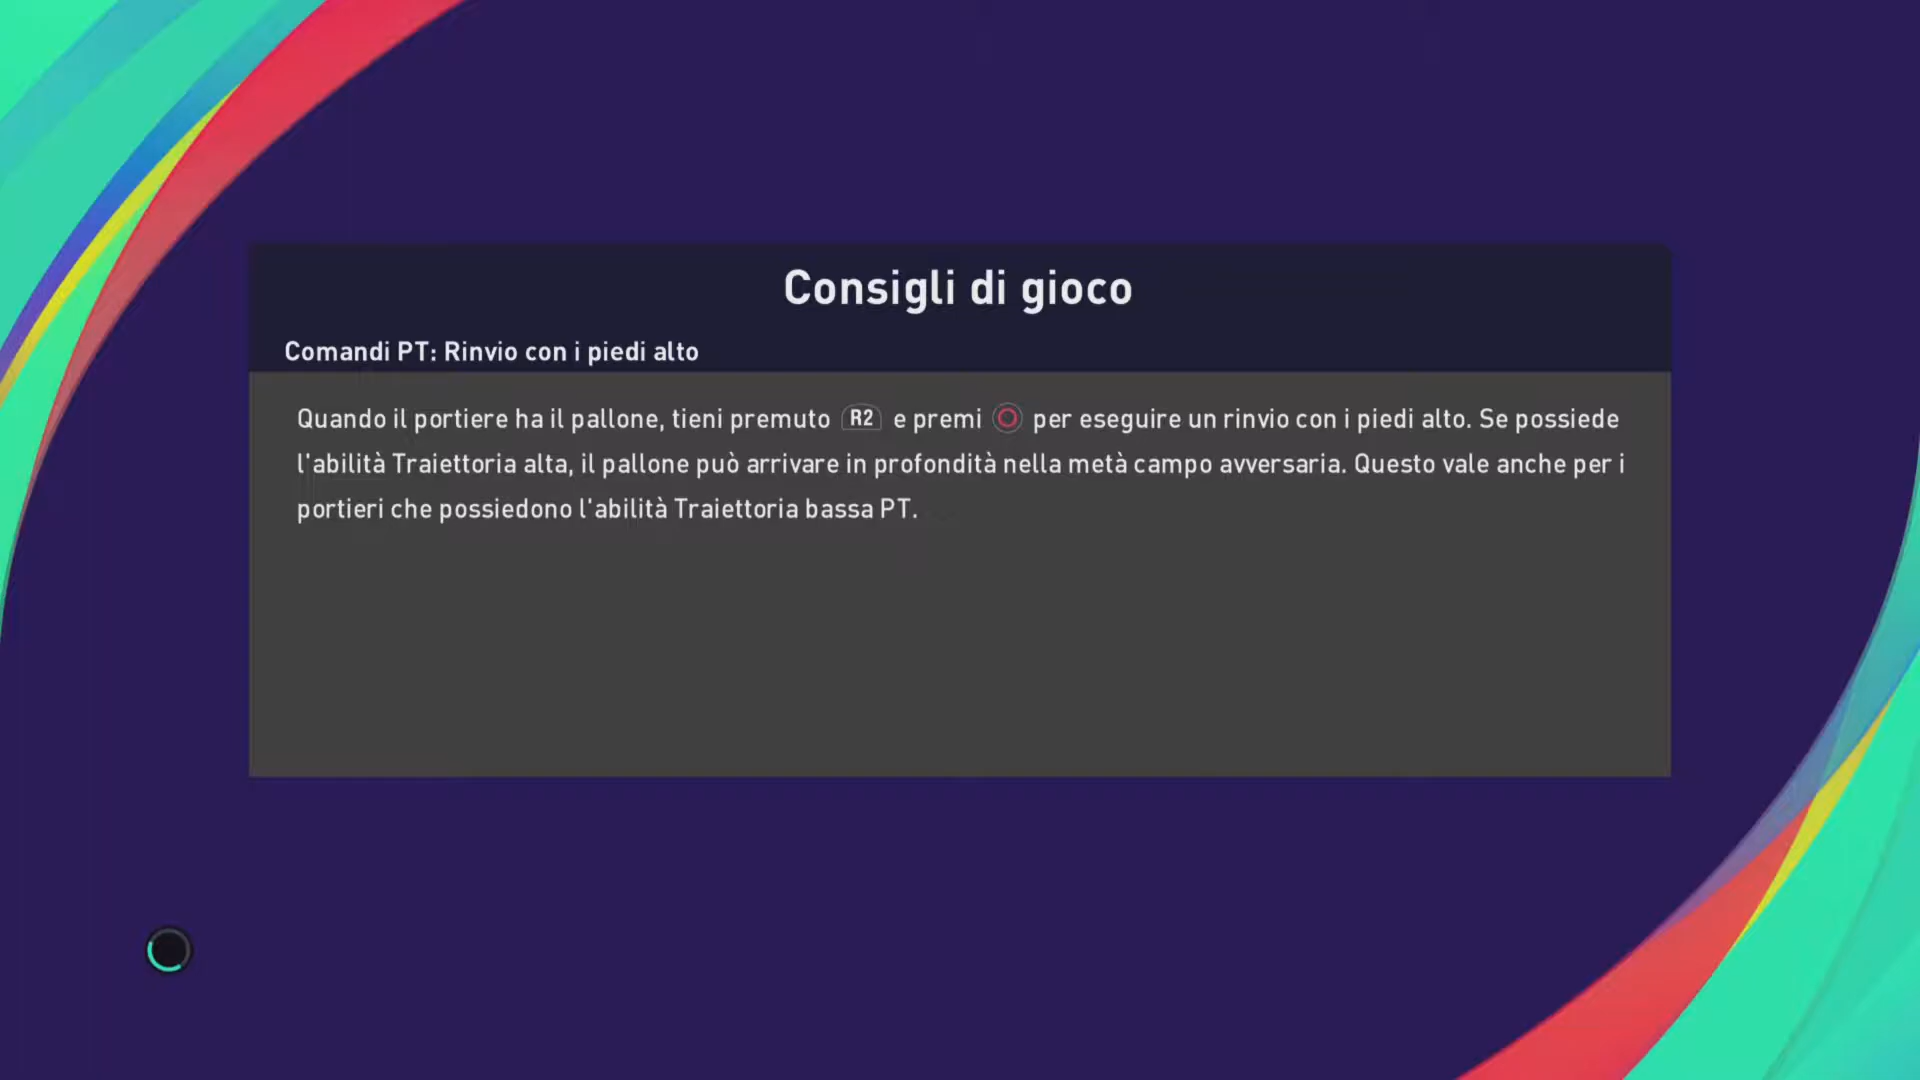 Consigli di gioco
Comandi PT: Rinvio con i piedi alto
Quando il portiere ha il pallone, tieni premuto R2 e premi ○ per eseguire un rinvio con i piedi alto. Se possiede
l'abilità Traiettoria alta, il pallone può arrivare in profondità nella metà campo avversaria. Questo vale anche per i
portieri che possiedono l'abilità Traiettoria bassa PT.